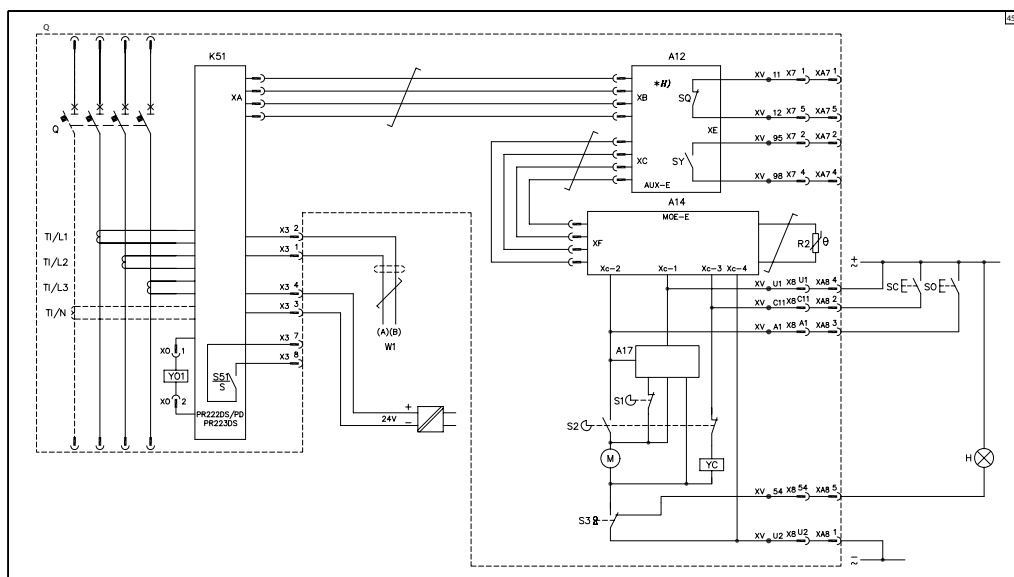 45
Q
K51
A12
XA
*H)
XB
SQ
XE
XC
SY
AUX-E
XV 11 X7 1 XA7 1
XV 12 X7 5 XA7 5
XV 95 X7 2 XA7 2
XV 98 X7 4 XA7 4
Q
A14
MOE-E
XF
R2 θ
Xc-2 Xc-1 Xc-3 Xc-4
TI/L1
TI/L2
TI/L3
TI/N
X3 2
X3 1
X3 4
X3 3
X3 7
X3 8
(A)(B)
W1
+
~
XV U1 X8 U1 XA8 4
XV C11 X8 C11 XA8 2
XV A1 X8 A1 XA8 3
SC
SO
XO 1
YO1
XO 2
S51
S
PR222DS/PD
PR223DS
+
24V
−
A17
S1
S2
M
YC
H
XV 54 X8 54 XA8 5
XV U2 X8 U2 XA8 1
−
~